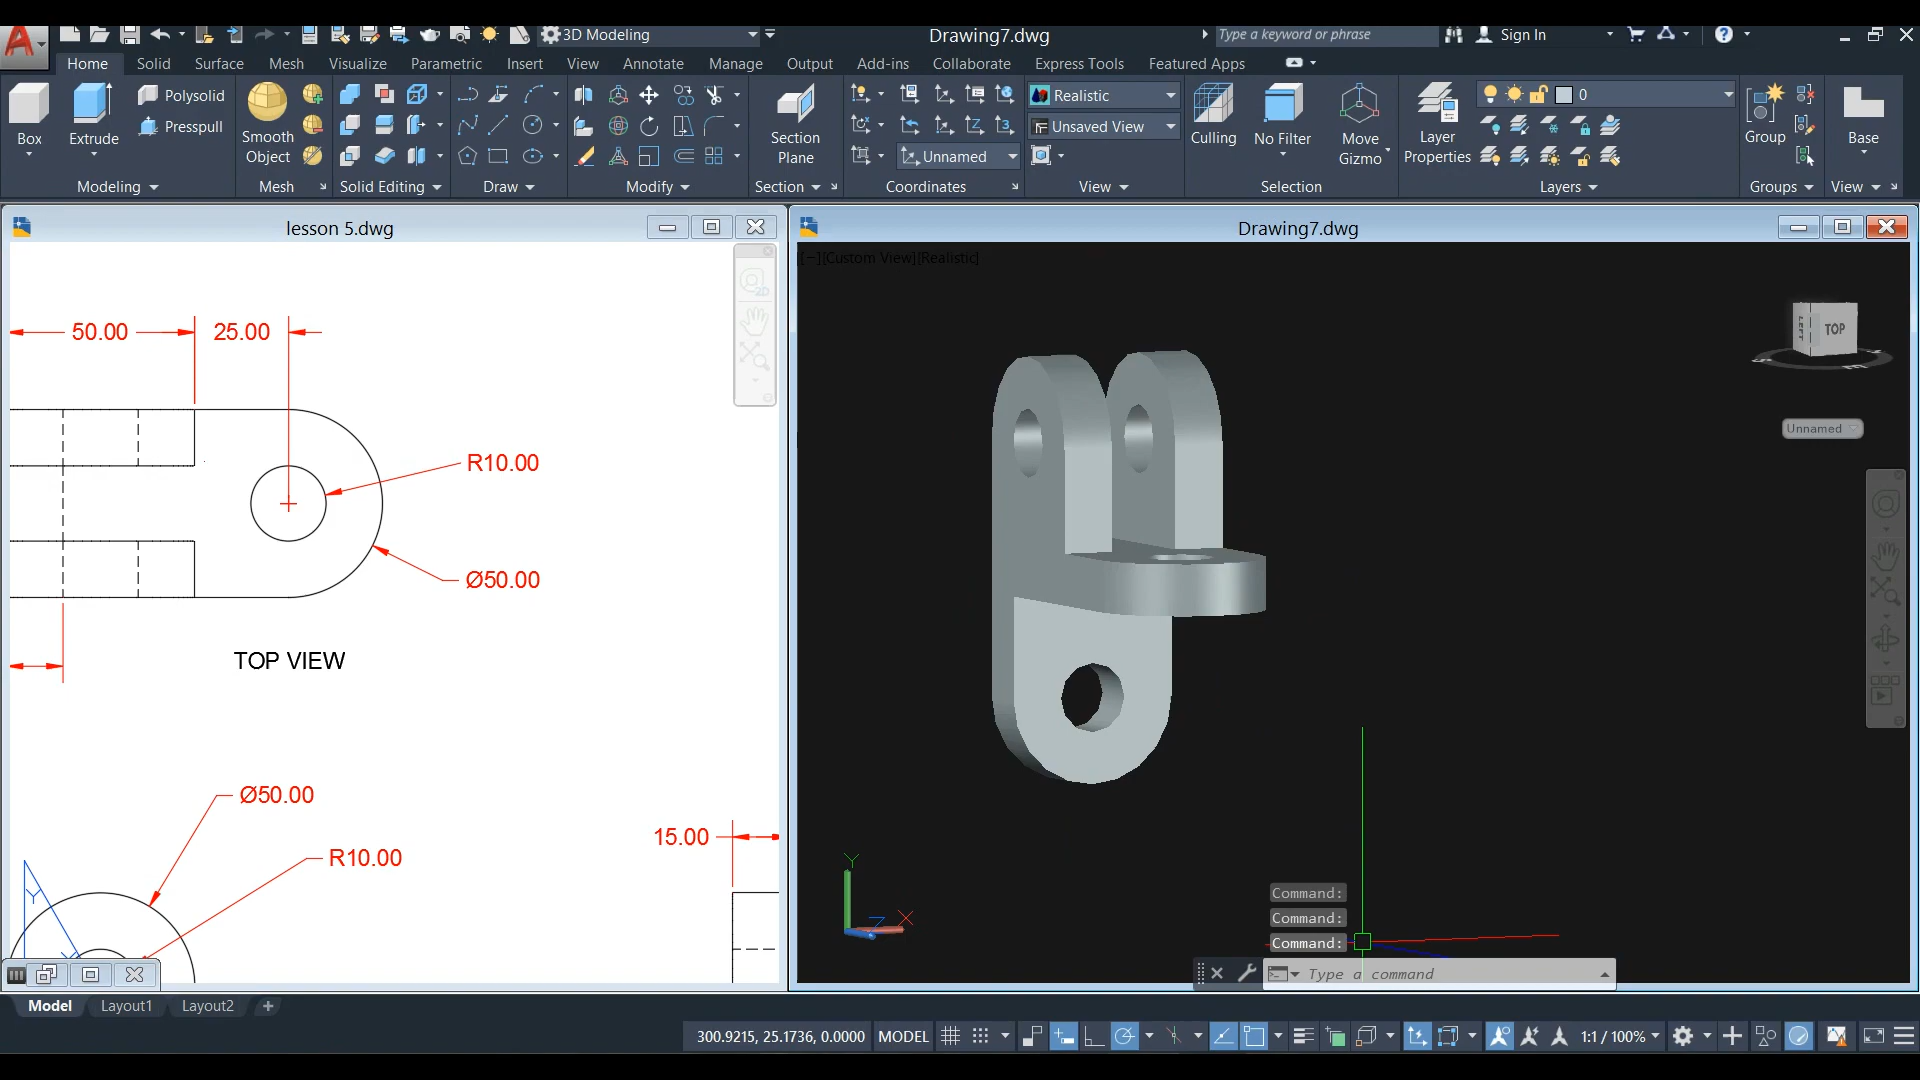 3D Modeling
Drawing7.dwg
Type a keyword or phrase
Sign In
Home Solid Surface Mesh Visualize Parametric Insert View Annotate Manage Output Add-ins Collaborate Express Tools Featured Apps
Box
Extrude
Polysolid
Presspull
Smooth
Object
Section
Plane
Realistic
Unsaved View
Unnamed
Culling
No Filter
Move
Gizmo
Layer
Properties
0
Group
Base
Modeling
Mesh
Solid Editing
Draw
Modify
Section
Coordinates
View
Selection
Layers
Groups
View
lesson 5.dwg
50.00
25.00
R10.00
Ø50.00
TOP VIEW
Ø50.00
R10.00
15.00
Y
X
2D
Drawing7.dwg
[−][Custom View][Realistic]
LEFT
TOP
S
E
Unnamed
Y
Z
X
Command:
Command:
Command:
Type a command
Model
Layout1
Layout2
300.9215, 25.1736, 0.0000
MODEL
1:1 / 100%